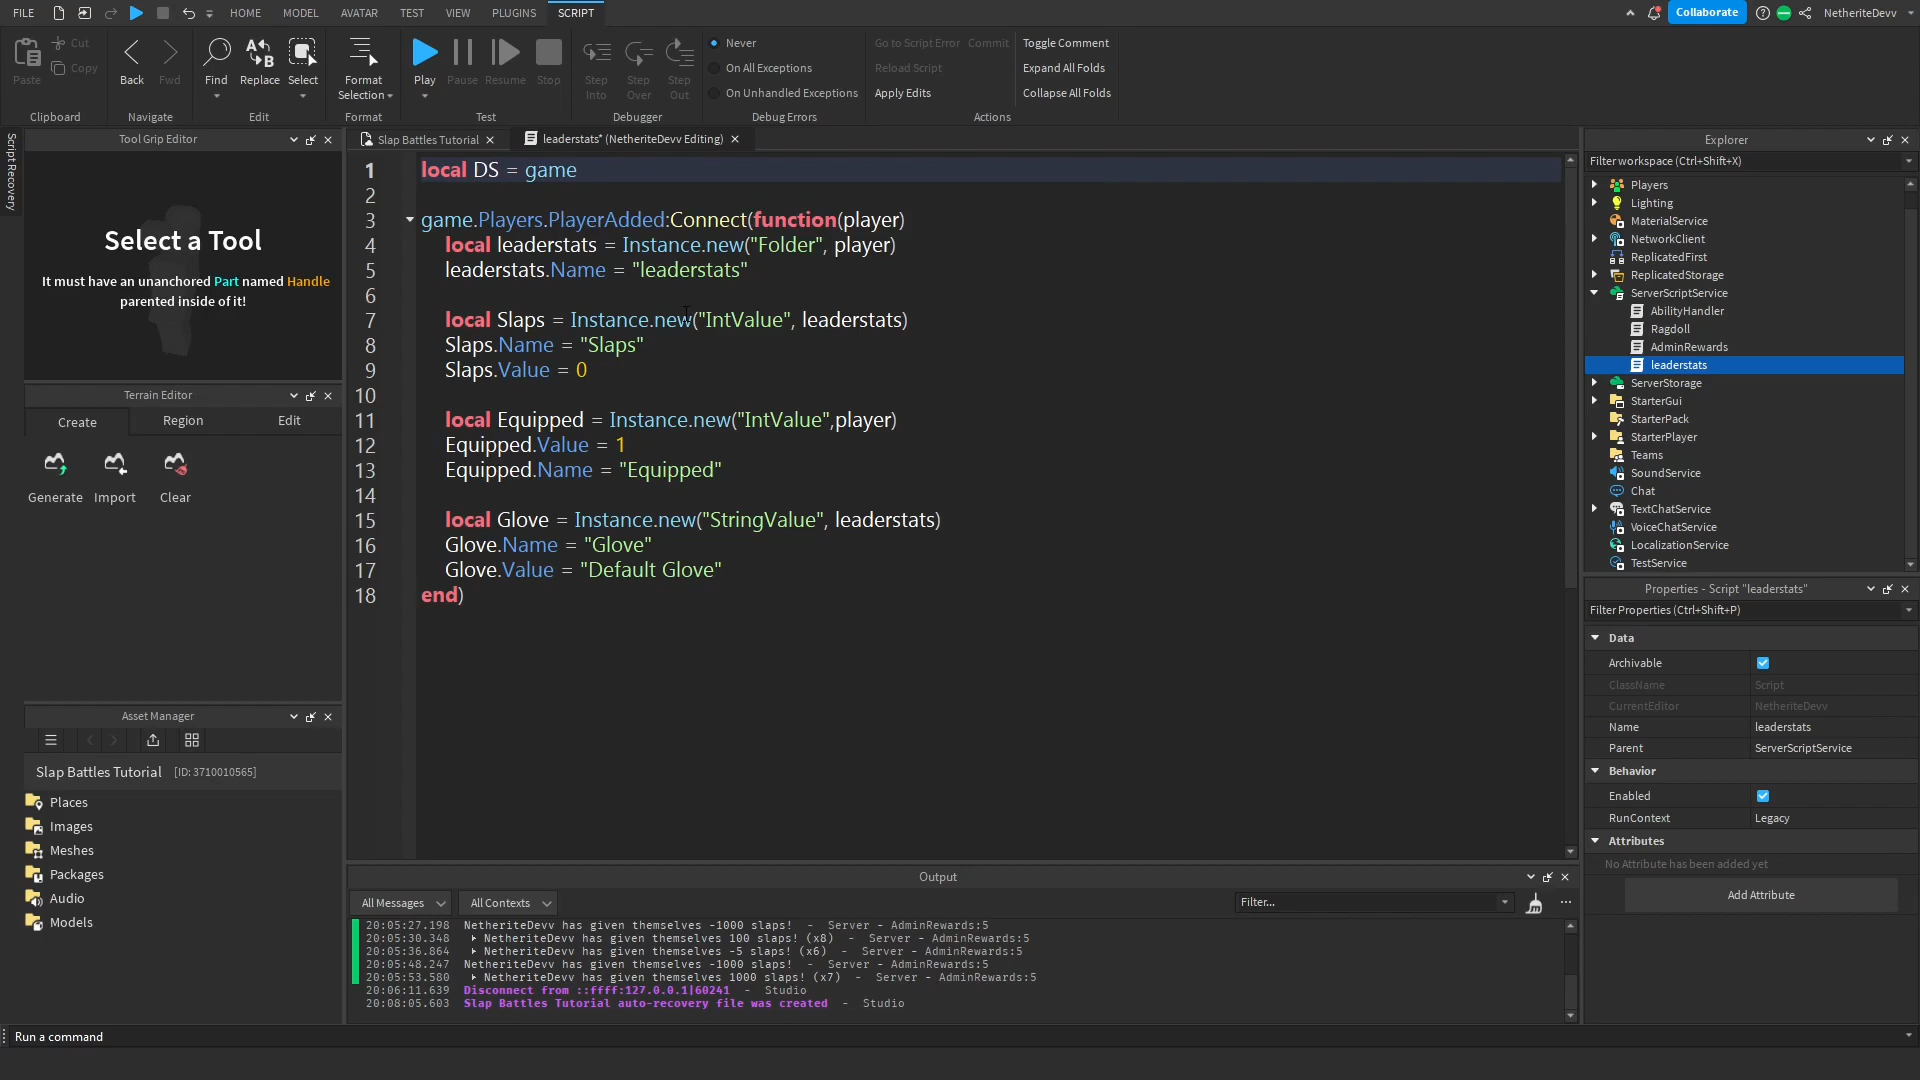 FILE HOME MODEL AVATAR TEST VIEW PLUGINS SCRIPT Collaborate NetheriteDevv
Paste Cut Copy Back Fwd Find Replace Select Format Selection Play Pause Resume Stop Step Into Step Over Step Out
Never
On All Exceptions
On Unhandled Exceptions
Go to Script Error Commit
Reload Script
Apply Edits
Toggle Comment
Expand All Folds
Collapse All Folds
Clipboard Navigate Edit Format Test Debugger Debug Errors Actions
Script Recovery
Tool Grip Editor
Select a Tool
It must have an unanchored Part named Handle
parented inside of it!
Terrain Editor
Create Region Edit
Generate Import Clear
Asset Manager
Slap Battles Tutorial [ID: 3710010565]
Places
Images
Meshes
Packages
Audio
Models
Slap Battles Tutorial leaderstats* (NetheriteDevv Editing)
1 local DS = game
2
3 game.Players.PlayerAdded:Connect(function(player)
4 local leaderstats = Instance.new("Folder", player)
5 leaderstats.Name = "leaderstats"
6
7 local Slaps = Instance.new("IntValue", leaderstats)
8 Slaps.Name = "Slaps"
9 Slaps.Value = 0
10
11 local Equipped = Instance.new("IntValue",player)
12 Equipped.Value = 1
13 Equipped.Name = "Equipped"
14
15 local Glove = Instance.new("StringValue", leaderstats)
16 Glove.Name = "Glove"
17 Glove.Value = "Default Glove"
18 end)
Output
All Messages All Contexts Filter...
20:05:27.198 NetheriteDevv has given themselves -1000 slaps! - Server - AdminRewards:5
20:05:30.348 NetheriteDevv has given themselves 100 slaps! (x8) - Server - AdminRewards:5
20:05:36.864 NetheriteDevv has given themselves -5 slaps! (x6) - Server - AdminRewards:5
20:05:48.247 NetheriteDevv has given themselves -1000 slaps! - Server - AdminRewards:5
20:05:53.580 NetheriteDevv has given themselves 1000 slaps! (x7) - Server - AdminRewards:5
20:06:11.639 Disconnect from ::ffff:127.0.0.1|60241 - Studio
20:08:05.603 Slap Battles Tutorial auto-recovery file was created - Studio
Explorer
Filter workspace (Ctrl+Shift+X)
Players
Lighting
MaterialService
NetworkClient
ReplicatedFirst
ReplicatedStorage
ServerScriptService
AbilityHandler
Ragdoll
AdminRewards
leaderstats
ServerStorage
StarterGui
StarterPack
StarterPlayer
Teams
SoundService
Chat
TextChatService
VoiceChatService
LocalizationService
TestService
Properties - Script "leaderstats"
Filter Properties (Ctrl+Shift+P)
Data
Archivable
ClassName Script
CurrentEditor NetheriteDevv
Name leaderstats
Parent ServerScriptService
Behavior
Enabled
RunContext Legacy
Attributes
No Attribute has been added yet
Add Attribute
Run a command